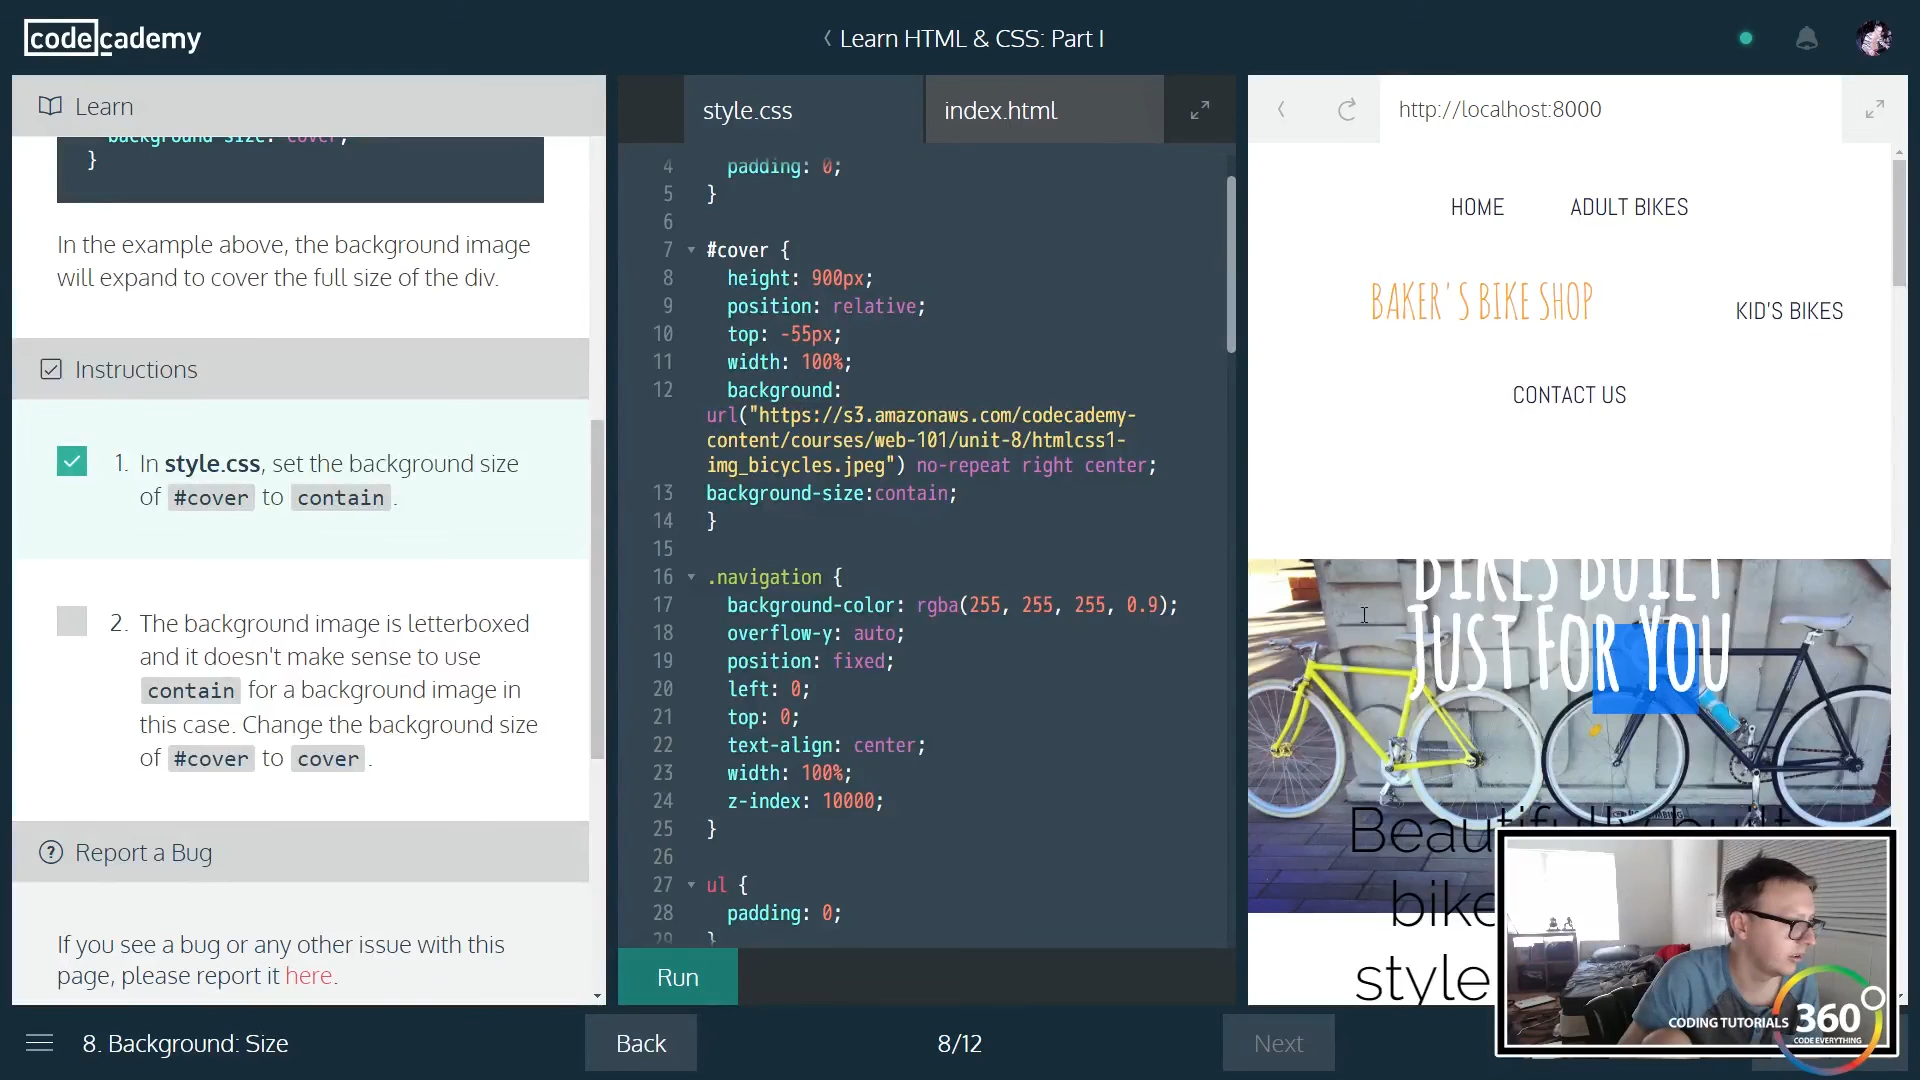 codecademy
Learn HTML & CSS: Part I
Learn
background-size: cover;
}
In the example above, the background image
will expand to cover the full size of the div.
Instructions
1. In style.css, set the background size
of #cover to contain.
2. The background image is letterboxed
and it doesn't make sense to use
contain for a background image in
this case. Change the background size
of #cover to cover.
Report a Bug
If you see a bug or any other issue with this
page, please report it here.
style.css
index.html
4 padding: 0;
5 }
6
7 #cover {
8 height: 900px;
9 position: relative;
10 top: -55px;
11 width: 100%;
12 background:
url("https://s3.amazonaws.com/codecademy-
content/courses/web-101/unit-8/htmlcss1-
img_bicycles.jpeg") no-repeat right center;
13 background-size:contain;
14 }
15
16 .navigation {
17 background-color: rgba(255, 255, 255, 0.9);
18 overflow-y: auto;
19 position: fixed;
20 left: 0;
21 top: 0;
22 text-align: center;
23 width: 100%;
24 z-index: 10000;
25 }
26
27 ul {
28 padding: 0;
29 }
Run
http://localhost:8000
HOME ADULT BIKES
BAKER'S BIKE SHOP
KID'S BIKES
CONTACT US
BIKES BUILT
JUST FOR YOU
Beautifully built
bike
style
CODING TUTORIALS 360
CODE EVERYTHING
8. Background: Size
Back
8/12
Next